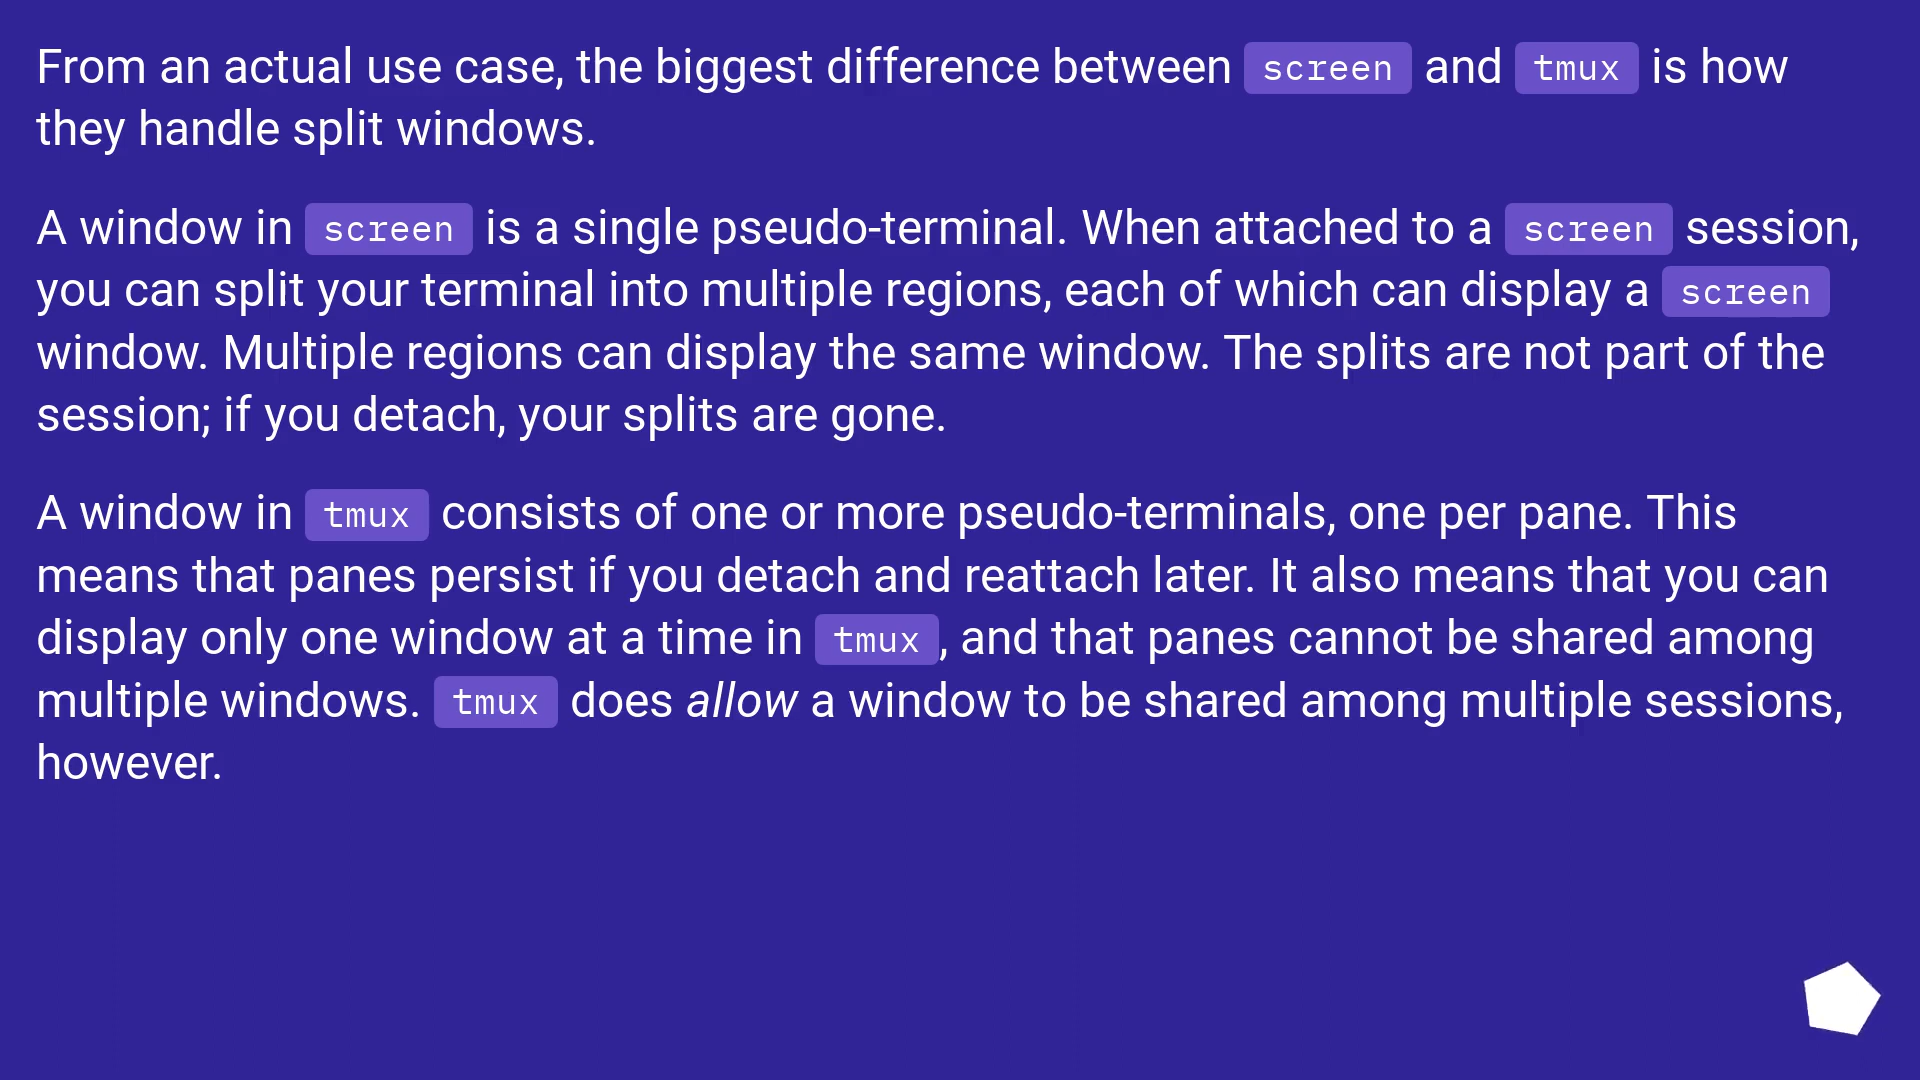 From an actual use case, the biggest difference between screen and tmux is how
they handle split windows.
A window in screen is a single pseudo-terminal. When attached to a screen session,
you can split your terminal into multiple regions, each of which can display a screen
window. Multiple regions can display the same window. The splits are not part of the
session; if you detach, your splits are gone.
A window in tmux consists of one or more pseudo-terminals, one per pane. This
means that panes persist if you detach and reattach later. It also means that you can
display only one window at a time in tmux, and that panes cannot be shared among
multiple windows. tmux does allow a window to be shared among multiple sessions,
however.